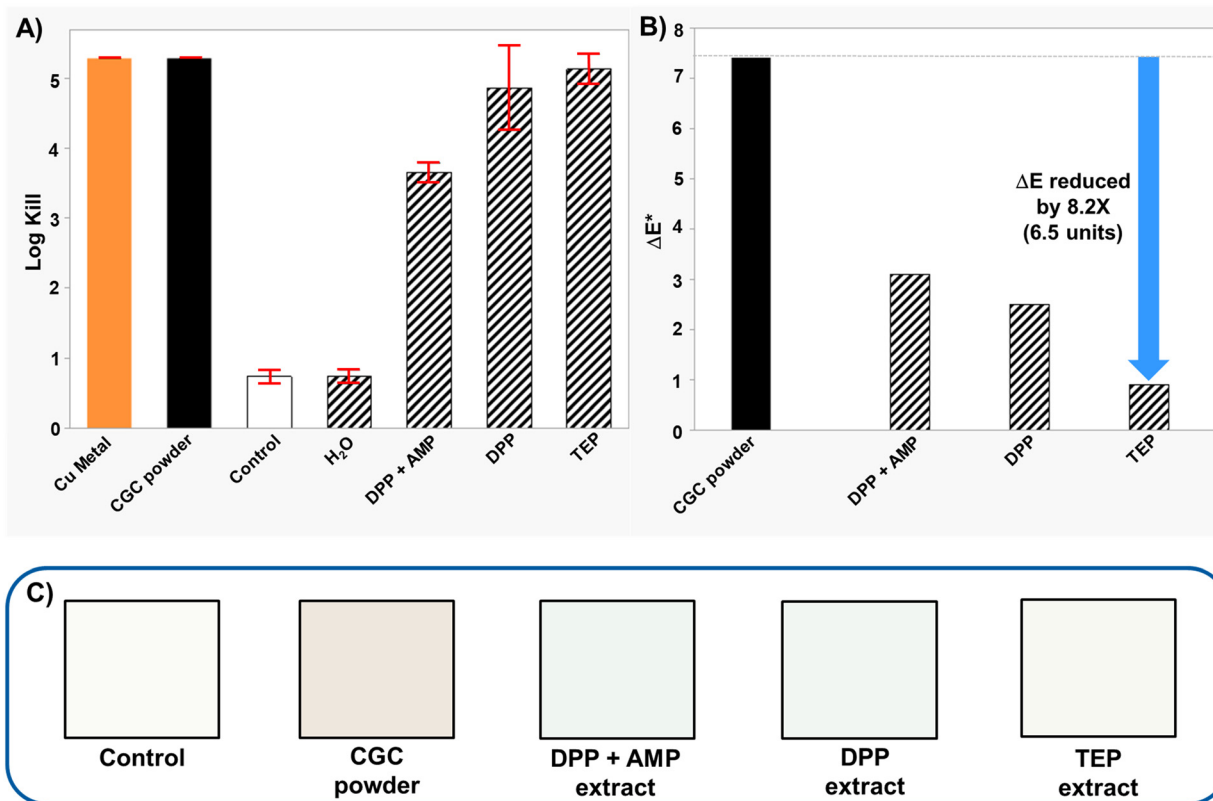 A)
Log Kill
5
4
3
2
1
0
Cu Metal
CGC powder
Control
H₂O
DPP + AMP
DPP
TEP
B)
ΔE*
8
7
6
5
4
3
2
1
0
ΔE reduced
by 8.2X
(6.5 units)
CGC powder
DPP + AMP
DPP
TEP
C)
Control
CGC
powder
DPP + AMP
extract
DPP
extract
TEP
extract